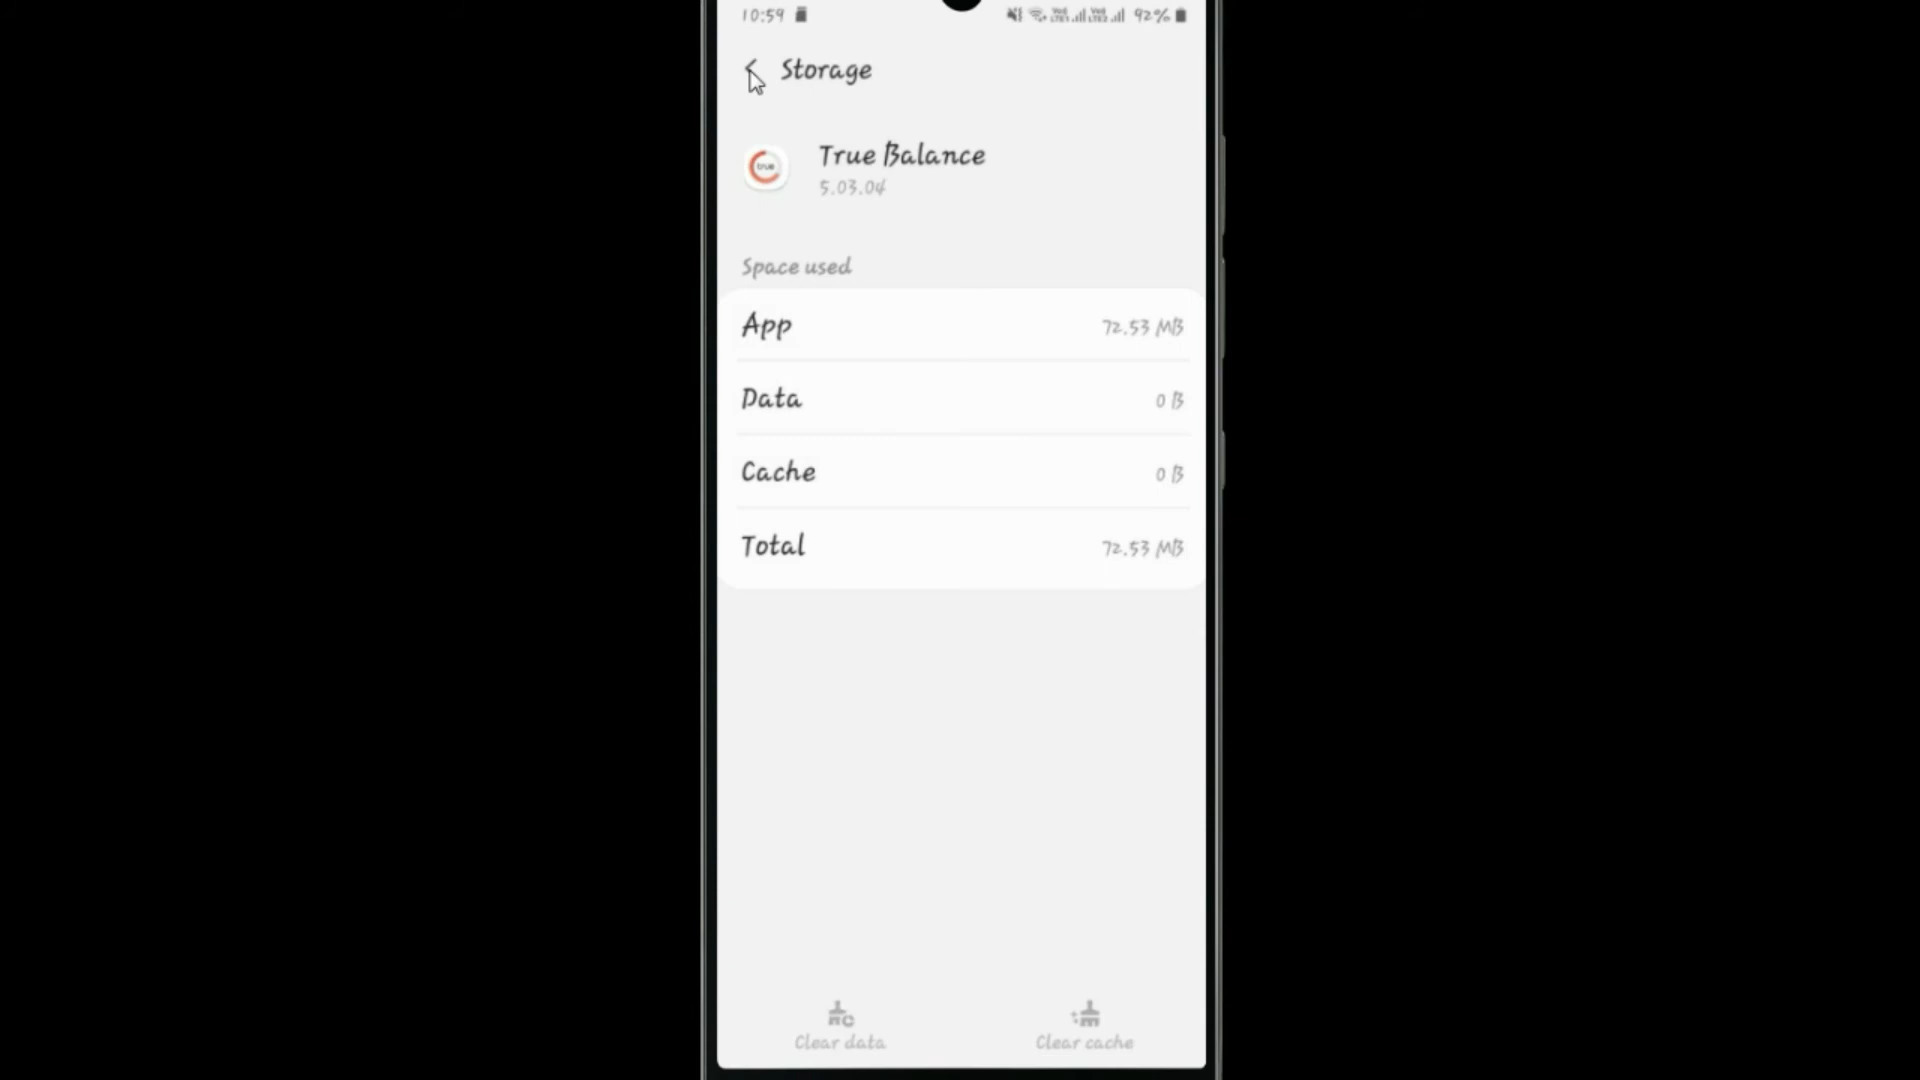 10:59
92%
Storage
true
True Balance
5.03.04
Space used
App 72.53 MB
Data 0 B
Cache 0 B
Total 72.53 MB
Clear data Clear cache